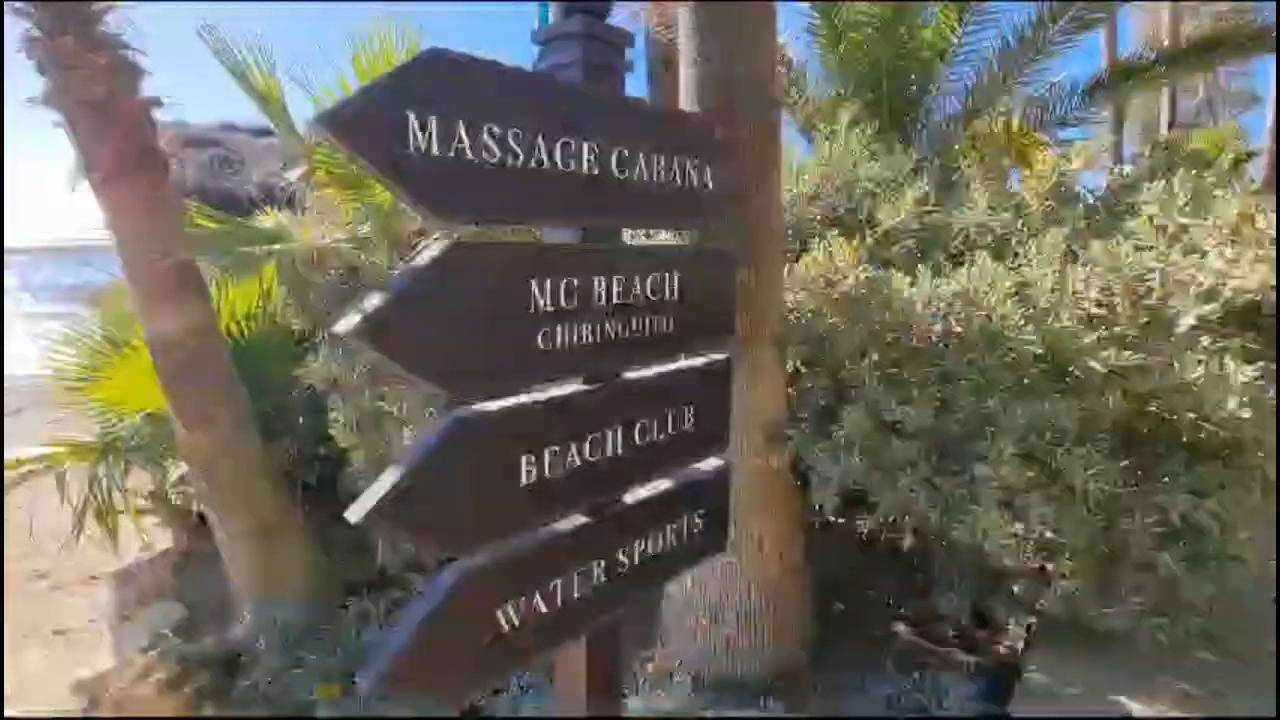 MASSAGE CABANA
MC BEACH
CHIRINGUITO
BEACH CLUB
WATER SPORTS